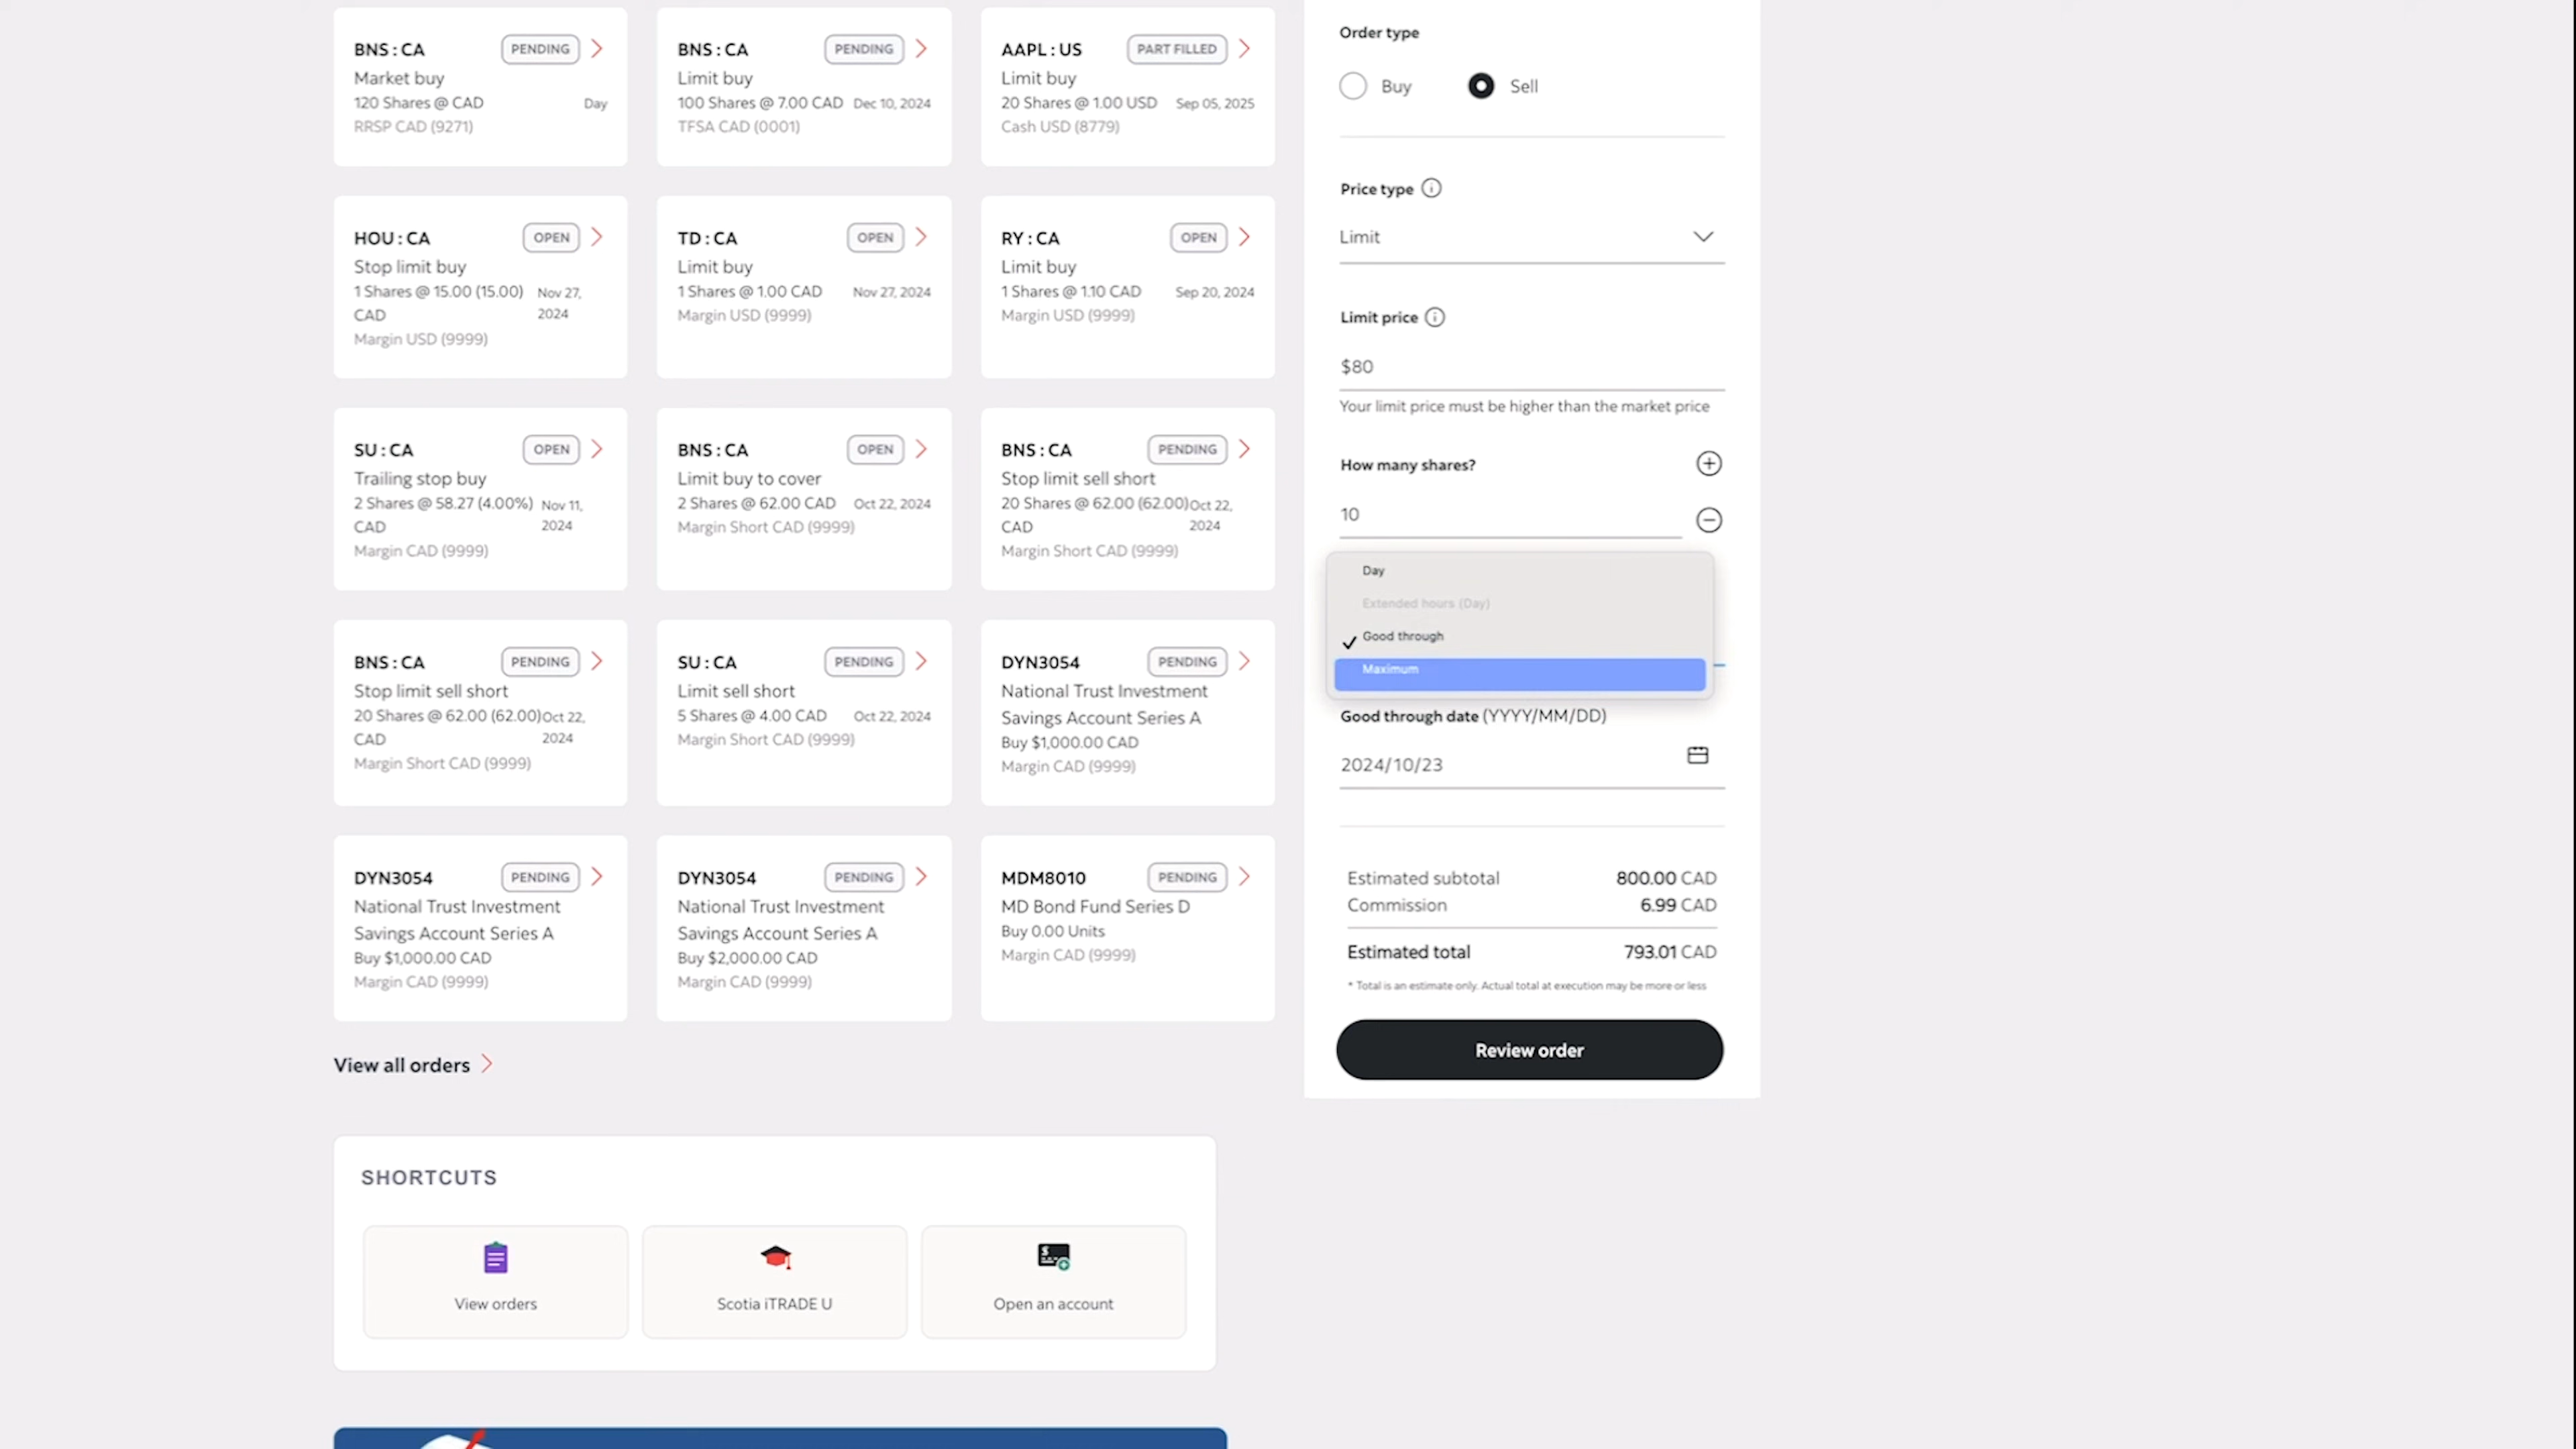 BNS : CA PENDING
Market buy
120 Shares @ CAD Day
RRSP CAD (9271)
BNS : CA PENDING
Limit buy
100 Shares @ 7.00 CAD Dec 10, 2024
TFSA CAD (0001)
AAPL : US PART FILLED
Limit buy
20 Shares @ 1.00 USD Sep 05, 2025
Cash USD (8779)
HOU : CA OPEN
Stop limit buy
1 Shares @ 15.00 (15.00) Nov 27,
CAD 2024
Margin USD (9999)
TD : CA OPEN
Limit buy
1 Shares @ 1.00 CAD Nov 27, 2024
Margin USD (9999)
RY : CA OPEN
Limit buy
1 Shares @ 1.10 CAD Sep 20, 2024
Margin USD (9999)
SU : CA OPEN
Trailing stop buy
2 Shares @ 58.27 (4.00%) Nov 11,
CAD 2024
Margin CAD (9999)
BNS : CA OPEN
Limit buy to cover
2 Shares @ 62.00 CAD Oct 22, 2024
Margin Short CAD (9999)
BNS : CA PENDING
Stop limit sell short
20 Shares @ 62.00 (62.00) Oct 22,
CAD 2024
Margin Short CAD (9999)
BNS : CA PENDING
Stop limit sell short
20 Shares @ 62.00 (62.00) Oct 22,
CAD 2024
Margin Short CAD (9999)
SU : CA PENDING
Limit sell short
5 Shares @ 4.00 CAD Oct 22, 2024
Margin Short CAD (9999)
DYN3054 PENDING
National Trust Investment
Savings Account Series A
Buy $1,000.00 CAD
Margin CAD (9999)
DYN3054 PENDING
National Trust Investment
Savings Account Series A
Buy $1,000.00 CAD
Margin CAD (9999)
DYN3054 PENDING
National Trust Investment
Savings Account Series A
Buy $2,000.00 CAD
Margin CAD (9999)
MDM8010 PENDING
MD Bond Fund Series D
Buy 0.00 Units
Margin CAD (9999)
View all orders
SHORTCUTS
View orders
Scotia iTRADE U
Open an account
Order type
Buy Sell
Price type
Limit
Limit price
$80
Your limit price must be higher than the market price
How many shares?
10
Day
Extended hours (Day)
Good through
Maximum
Good through date (YYYY/MM/DD)
2024/10/23
Estimated subtotal 800.00 CAD
Commission 6.99 CAD
Estimated total 793.01 CAD
* Total is an estimate only. Actual total at execution may be more or less
Review order